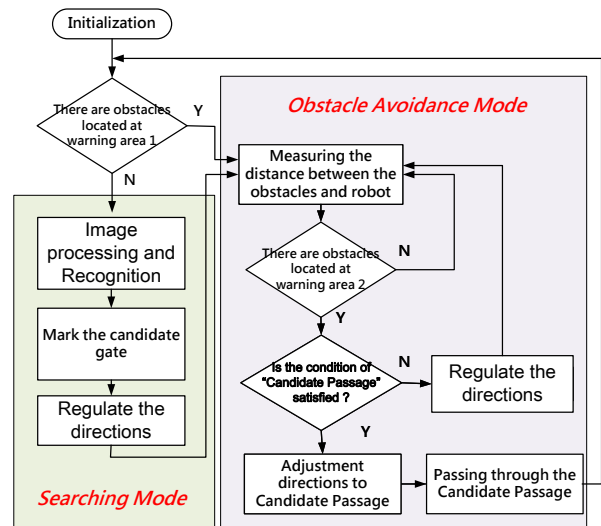 Initialization
There are obstacles
located at
warning area 1
Y
N
Obstacle Avoidance Mode
Measuring the
distance between the
obstacles and robot
Image
processing and
Recognition
There are obstacles
located at
warning area 2
N
Y
Mark the candidate
gate
Is the condition of
"Candidate Passage"
satisfied ?
N
Regulate the
directions
Regulate the
directions
Y
Adjustment
directions to
Candidate Passage
Passing through the
Candidate Passage
Searching Mode